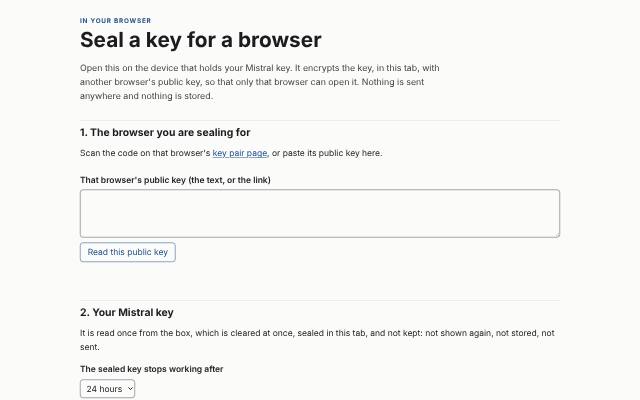 IN YOUR BROWSER
Seal a key for a browser
Open this on the device that holds your Mistral key. It encrypts the key, in this tab, with
another browser's public key, so that only that browser can open it. Nothing is sent
anywhere and nothing is stored.
1. The browser you are sealing for
Scan the code on that browser's key pair page, or paste its public key here.
That browser's public key (the text, or the link)
Read this public key
2. Your Mistral key
It is read once from the box, which is cleared at once, sealed in this tab, and not kept: not shown again, not stored, not
sent.
The sealed key stops working after
24 hours